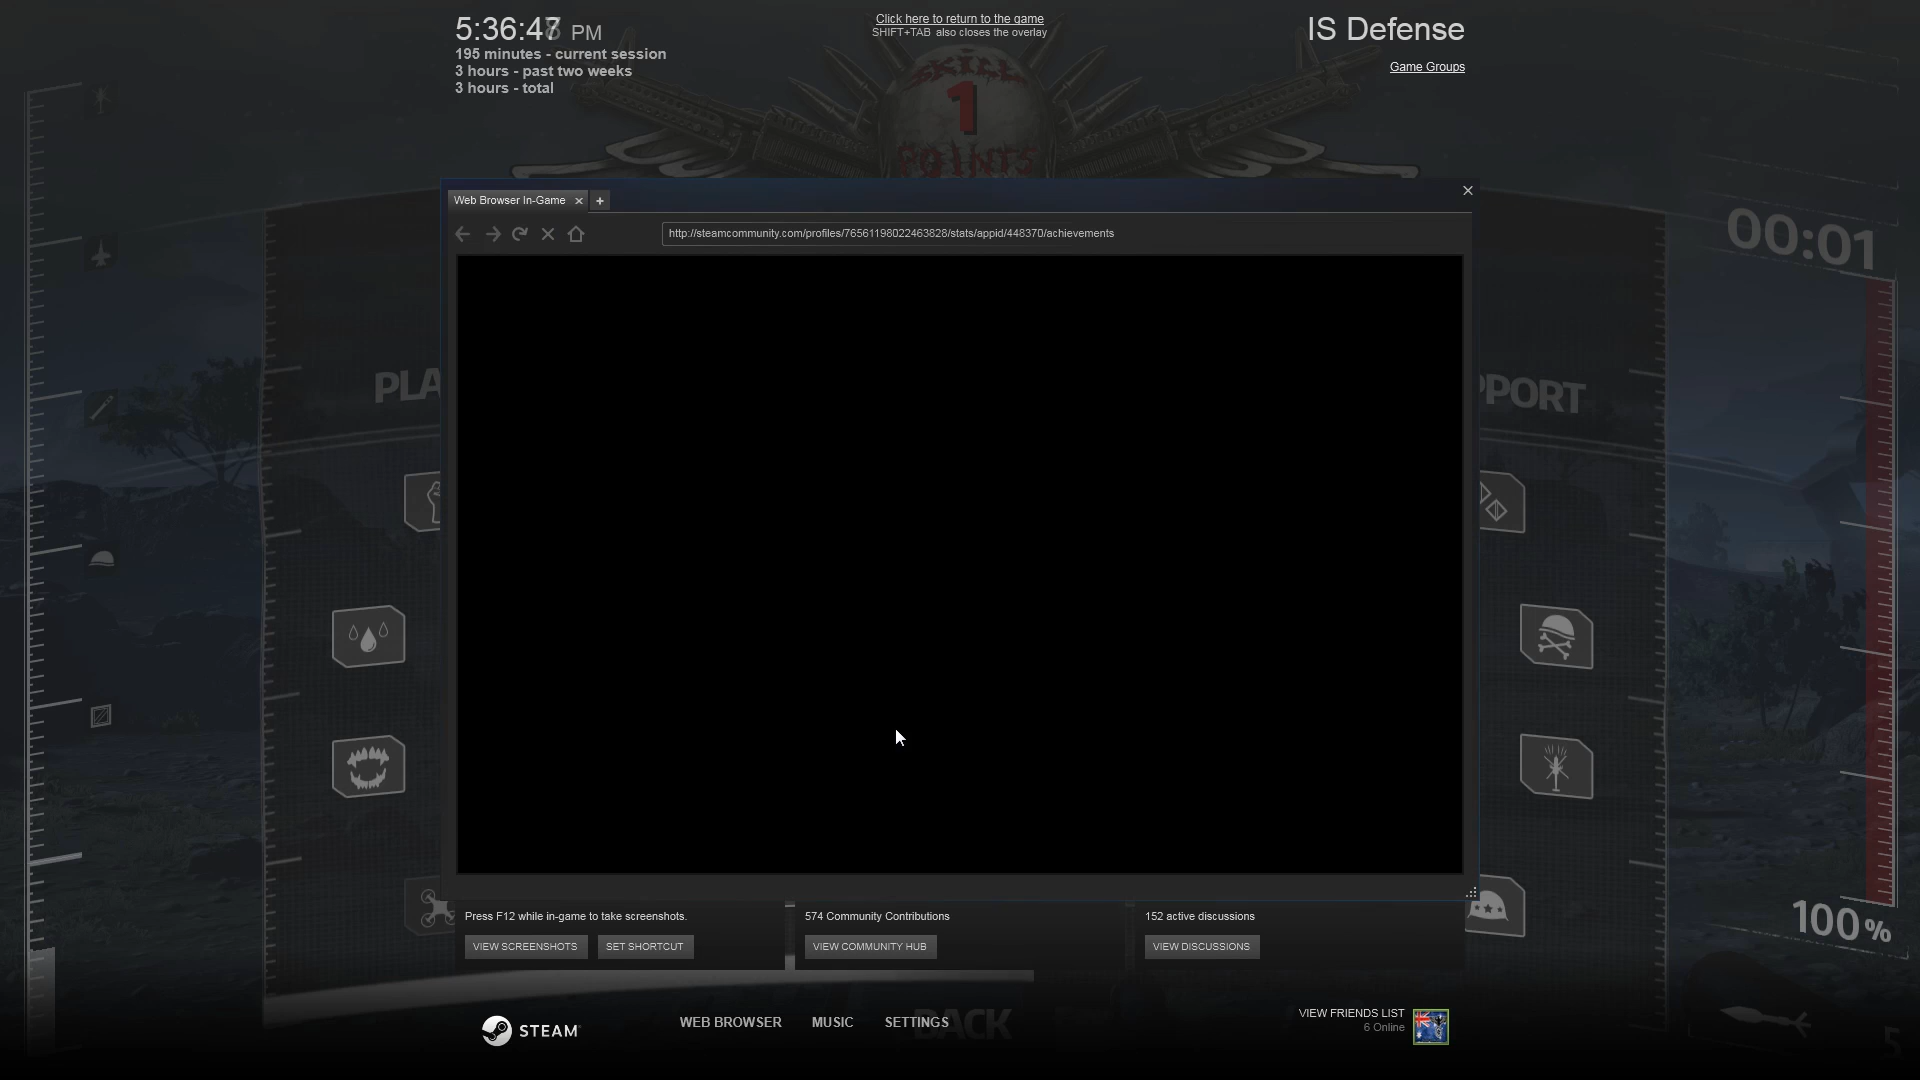 5:36:47 PM
195 minutes - current session
3 hours - past two weeks
3 hours - total
Click here to return to the game
SHIFT+TAB also closes the overlay
IS Defense
Game Groups
SKILL
1
POINTS
Web Browser In-Game
http://steamcommunity.com/profiles/76561198022463828/stats/appid/448370/achievements
00:01
PLA
PPORT
100%
Press F12 while in-game to take screenshots.
VIEW SCREENSHOTS
SET SHORTCUT
574 Community Contributions
VIEW COMMUNITY HUB
152 active discussions
VIEW DISCUSSIONS
STEAM
WEB BROWSER
MUSIC
SETTINGS
BACK
VIEW FRIENDS LIST
6 Online
5